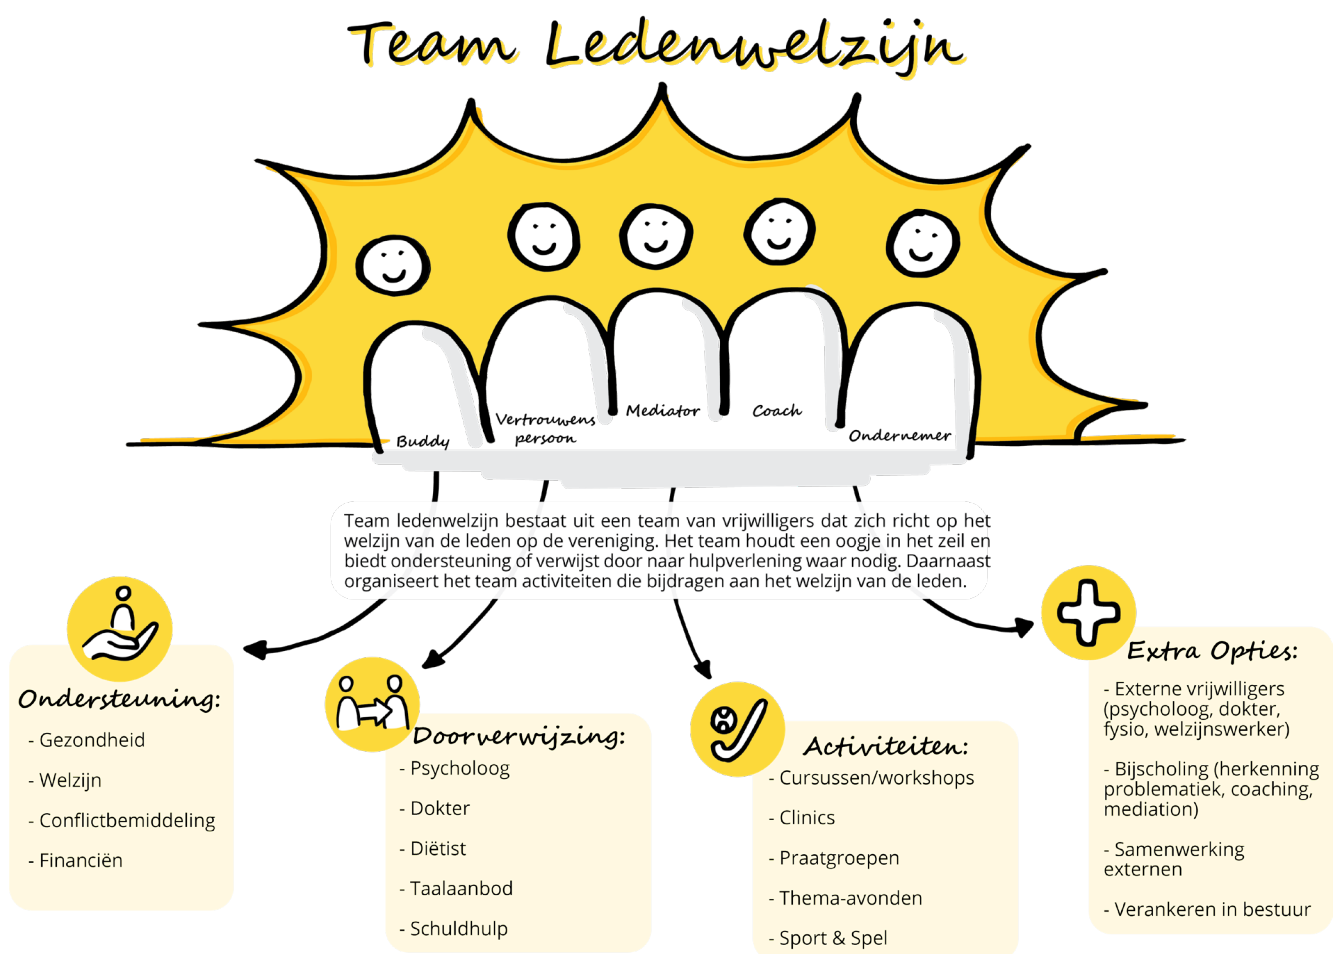 Team Ledenwelzijn
Buddy
Vertrouwens
persoon
Mediator
Coach
Ondernemer
Team ledenwelzijn bestaat uit een team van vrijwilligers dat zich richt op het
welzijn van de leden op de vereniging. Het team houdt een oogje in het zeil en
biedt ondersteuning of verwijst door naar hulpverlening waar nodig. Daarnaast
organiseert het team activiteiten die bijdragen aan het welzijn van de leden.
Ondersteuning:
- Gezondheid
- Welzijn
- Conflictbemiddeling
- Financiën
Doorverwijzing:
- Psycholoog
- Dokter
- Diëtist
- Taalaanbod
- Schuldhulp
Activiteiten:
- Cursussen/workshops
- Clinics
- Praatgroepen
- Thema-avonden
- Sport & Spel
Extra Opties:
- Externe vrijwilligers
(psycholoog, dokter,
fysio, welzijnswerker)
- Bijscholing (herkenning
problematiek, coaching,
mediation)
- Samenwerking
externen
- Verankeren in bestuur